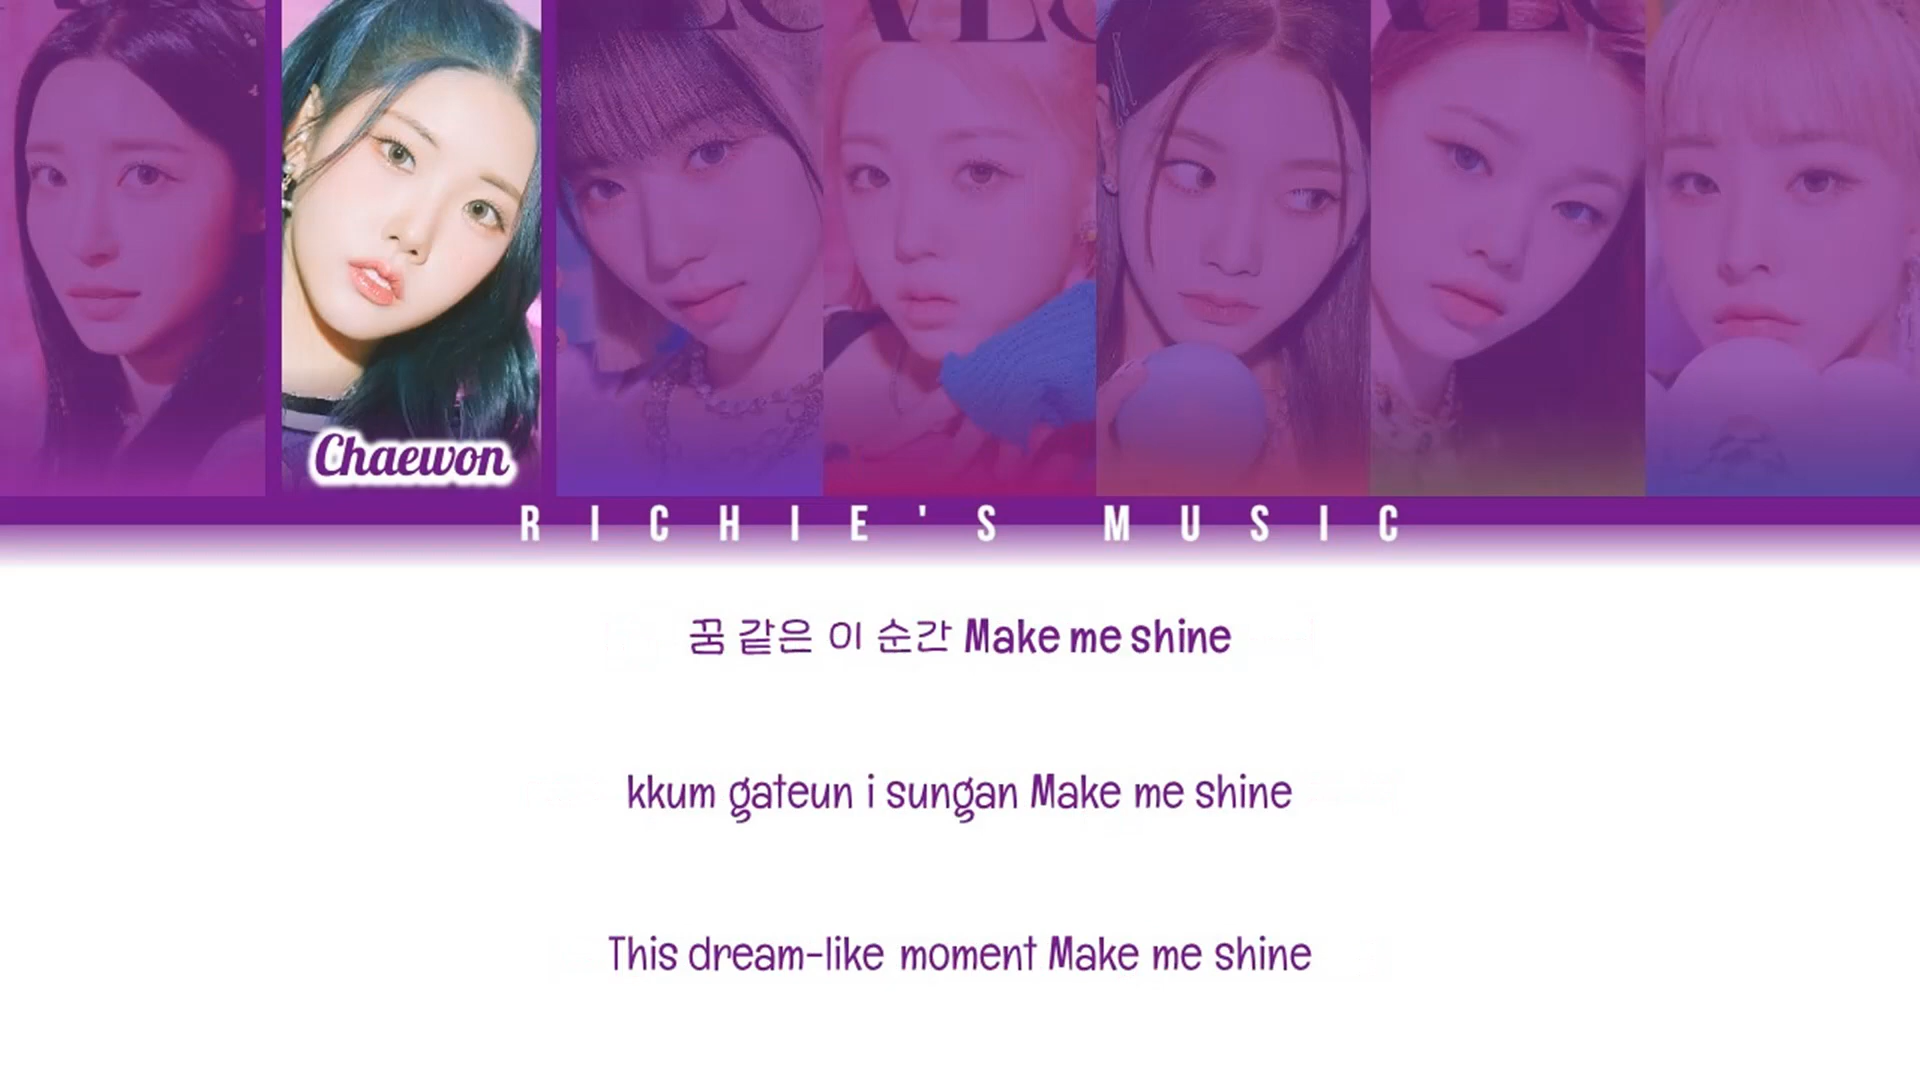 Chaewon
RICHIE'S MUSIC
꿈 같은 이 순간 Make me shine
kkum gateun i sungan Make me shine
This dream-like moment Make me shine